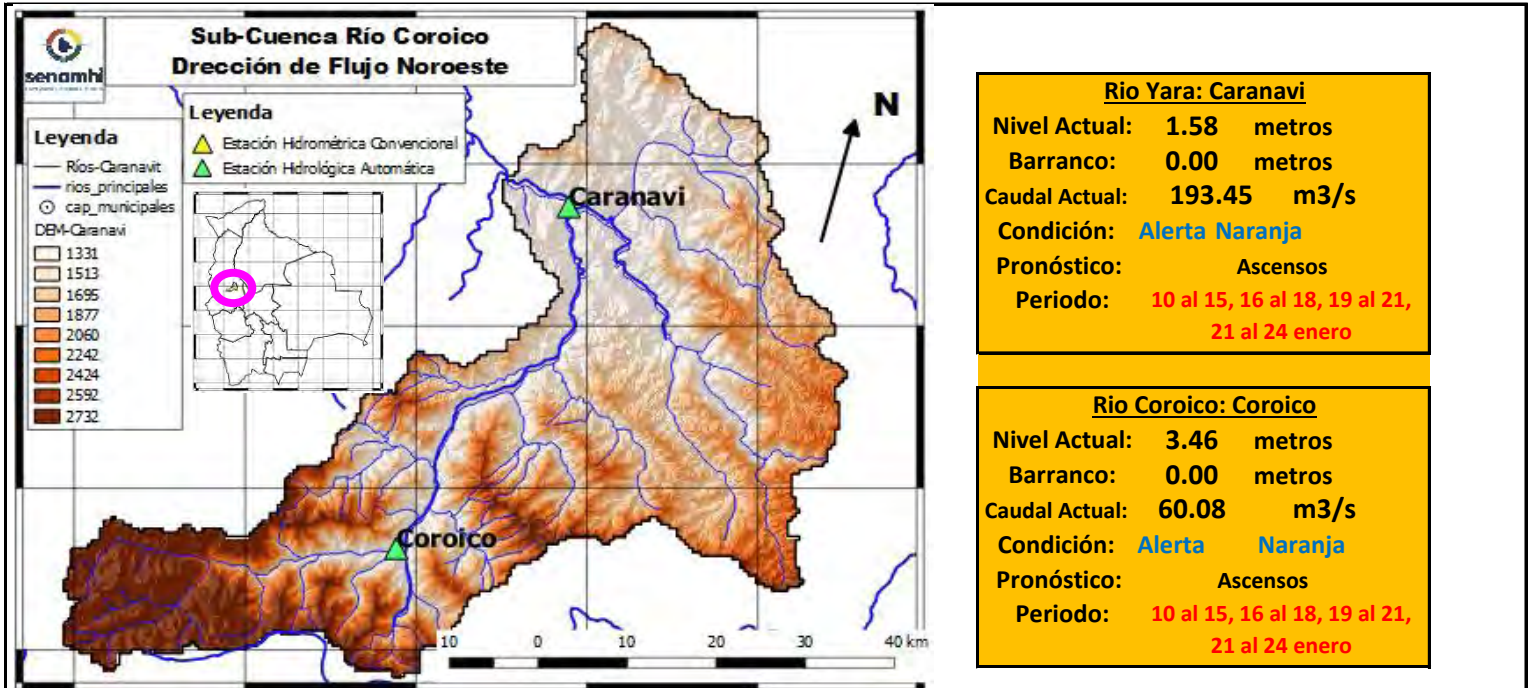 Sub-Cuenca Río Coroico
Drección de Flujo Noroeste
senamhi
Leyenda
Estación Hidrométrica Convencional
Estación Hidrológica Automática
Leyenda
Ríos-Caranavit
rios_principales
cap_municipales
DEM-Caranavi
1331
1513
1695
1877
2060
2242
2424
2592
2732
N
Caranavi
Coroico
10 0 10 20 30 40 km
Rio Yara: Caranavi
Nivel Actual: 1.58 metros
Barranco: 0.00 metros
Caudal Actual: 193.45 m3/s
Condición: Alerta Naranja
Pronóstico: Ascensos
Periodo: 10 al 15, 16 al 18, 19 al 21,
21 al 24 enero
Rio Coroico: Coroico
Nivel Actual: 3.46 metros
Barranco: 0.00 metros
Caudal Actual: 60.08 m3/s
Condición: Alerta Naranja
Pronóstico: Ascensos
Periodo: 10 al 15, 16 al 18, 19 al 21,
21 al 24 enero